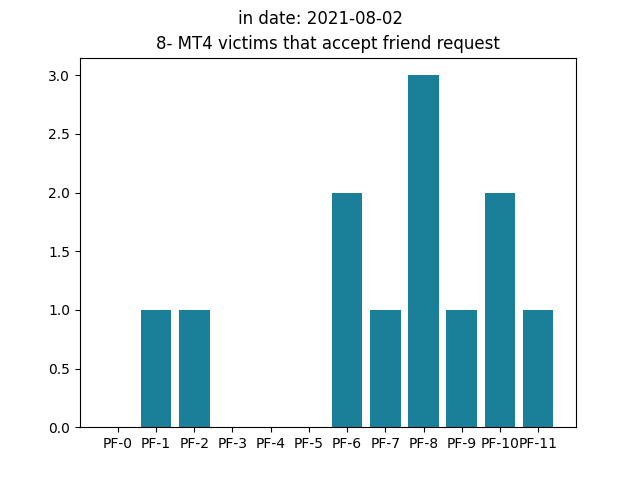 in date: 2021-08-02
8- MT4 victims that accept friend request
3.0
2.5
2.0
1.5
1.0
0.5
0.0
PF-0 PF-1 PF-2 PF-3 PF-4 PF-5 PF-6 PF-7 PF-8 PF-9 PF-10 PF-11